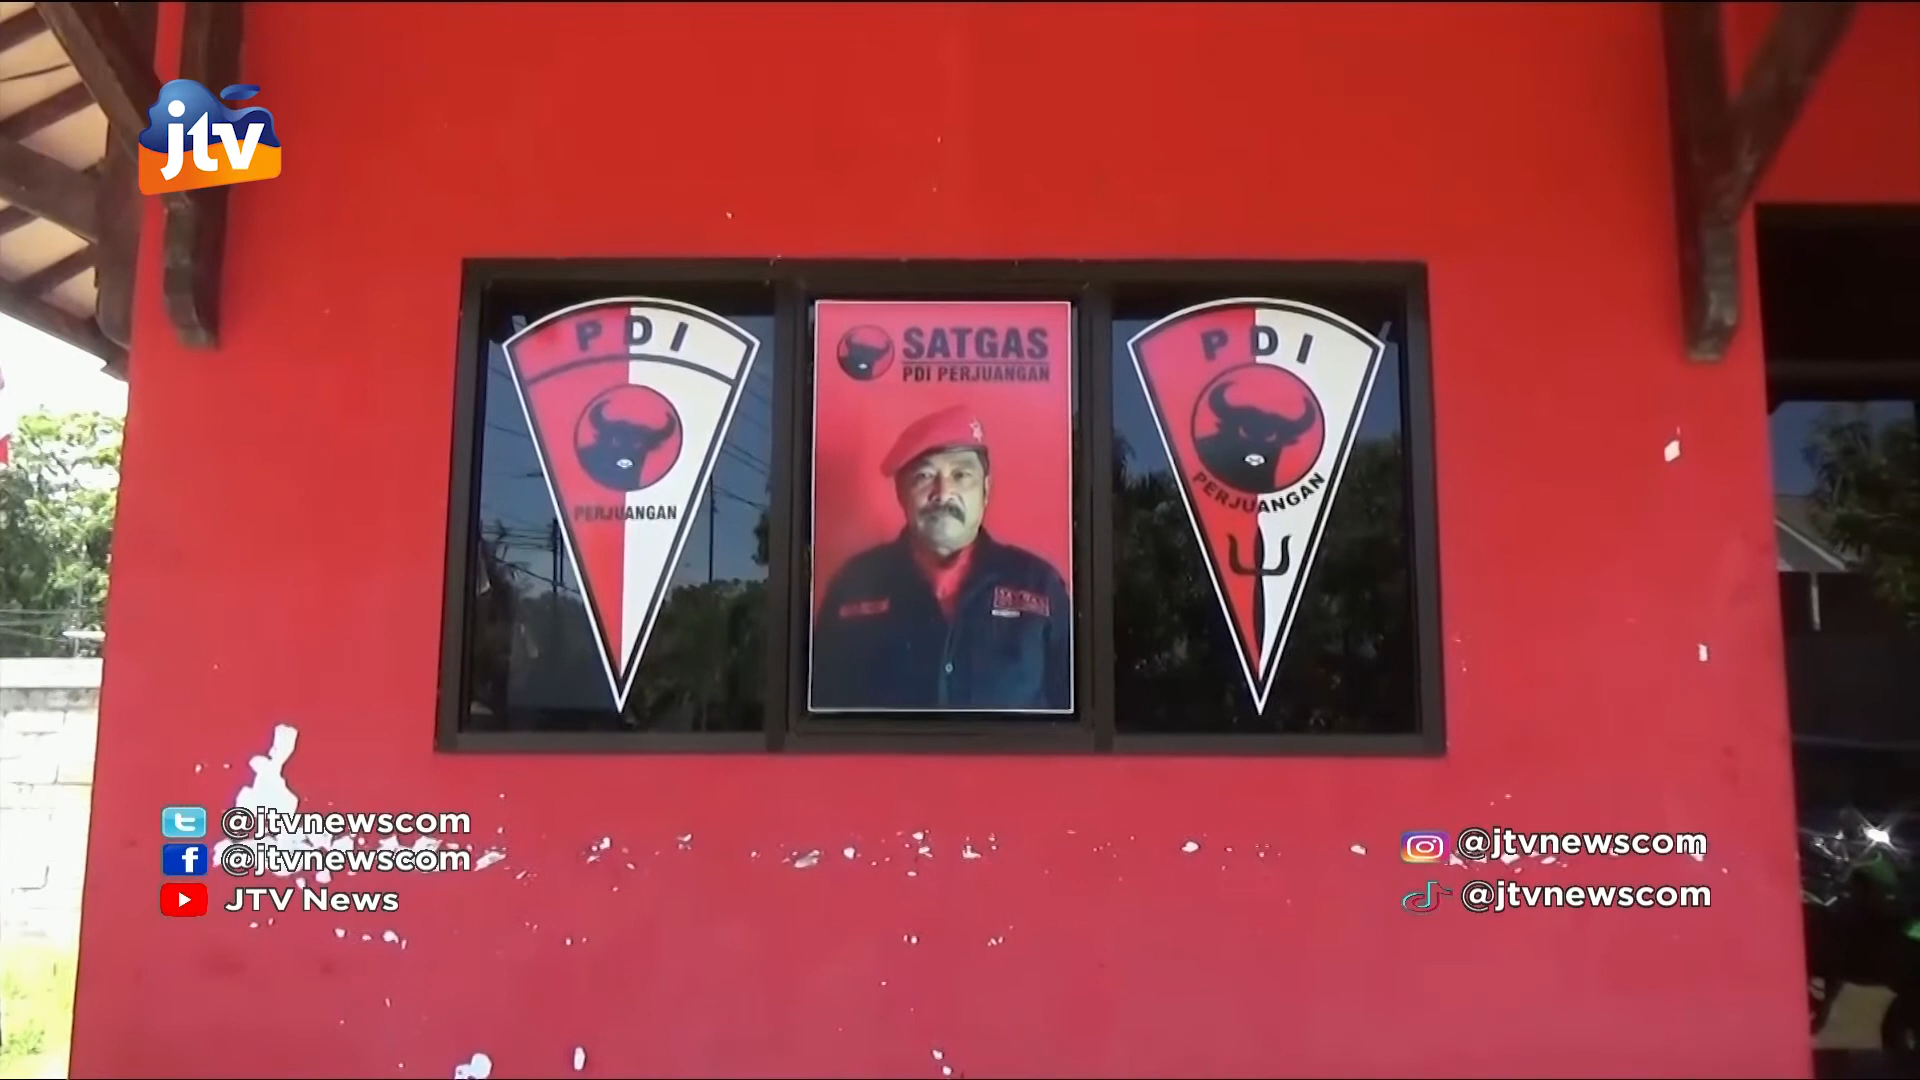 jtv
PDI
PERJUANGAN
SATGAS
PDI PERJUANGAN
PDI
PERJUANGAN
@jtvnewscom
@jtvnewscom
JTV News
@jtvnewscom
@jtvnewscom